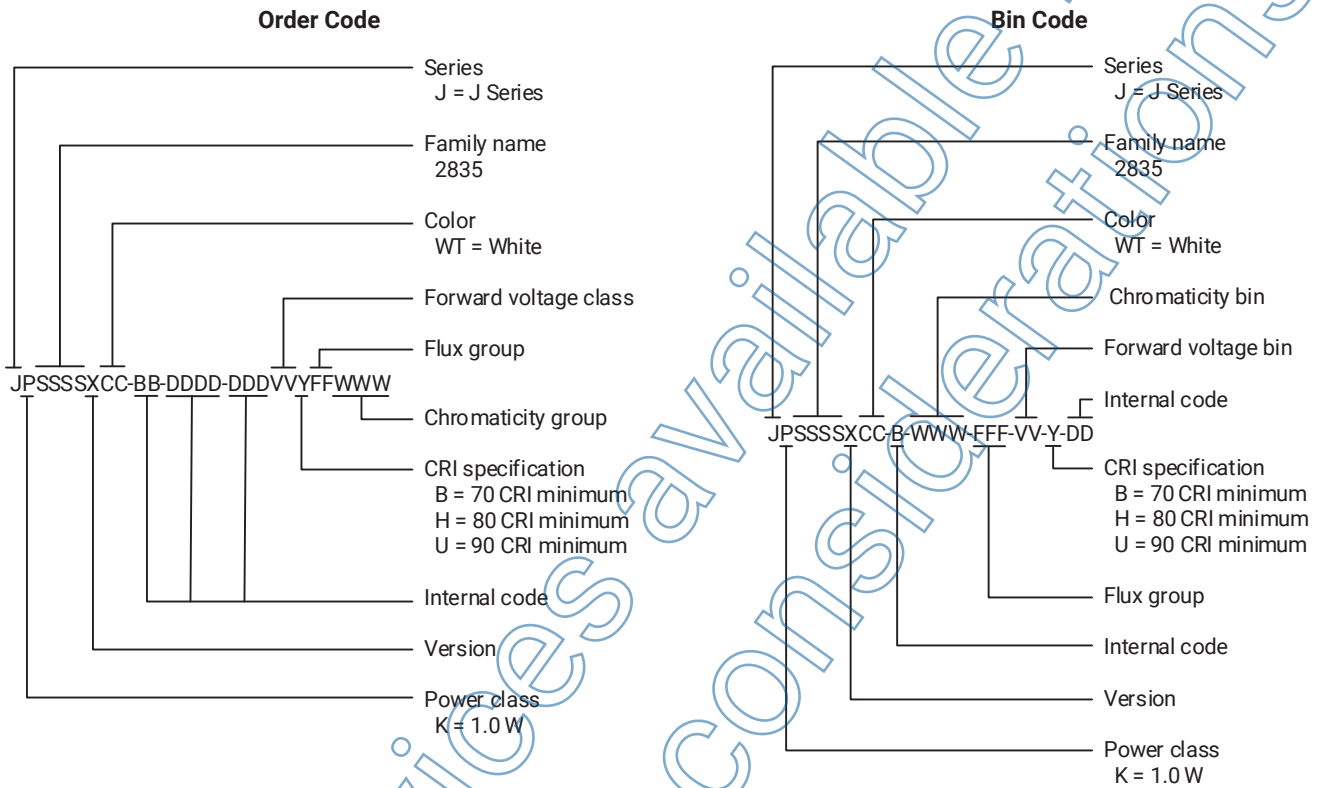 Order Code
Series
J = J Series
Family name
2835
Color
WT = White
Forward voltage class
Flux group
JPSSSSXCC-BB-DDDD-DDDVVYFFWWW
Chromaticity group
CRI specification
B = 70 CRI minimum
H = 80 CRI minimum
U = 90 CRI minimum
Internal code
Version
Power class
K = 1.0 W
Bin Code
Series
J = J Series
Family name
2835
Color
WT = White
Chromaticity bin
Forward voltage bin
Internal code
JPSSSSXCC-B-WWW-FFF-VV-Y-DD
CRI specification
B = 70 CRI minimum
H = 80 CRI minimum
U = 90 CRI minimum
Flux group
Internal code
Version
Power class
K = 1.0 W
available
considerations